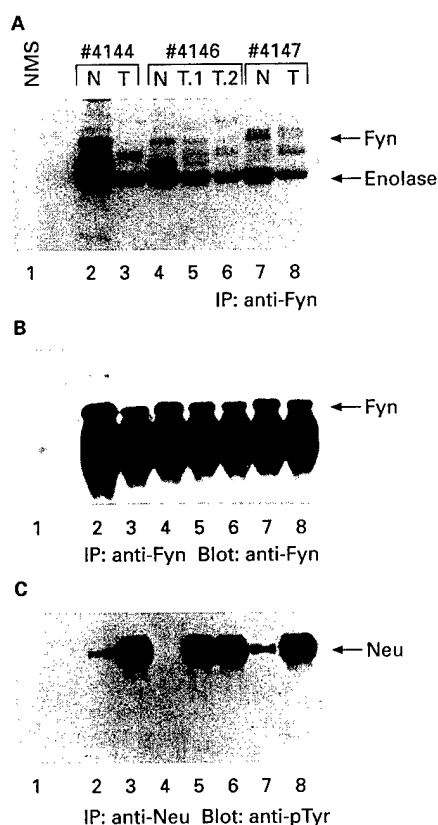 A
#4144 #4146 #4147
NMS N T N T.1 T.2 N T
Fyn
Enolase
1 2 3 4 5 6 7 8
IP: anti-Fyn
B
Fyn
1 2 3 4 5 6 7 8
IP: anti-Fyn Blot: anti-Fyn
C
Neu
1 2 3 4 5 6 7 8
IP: anti-Neu Blot: anti-pTyr